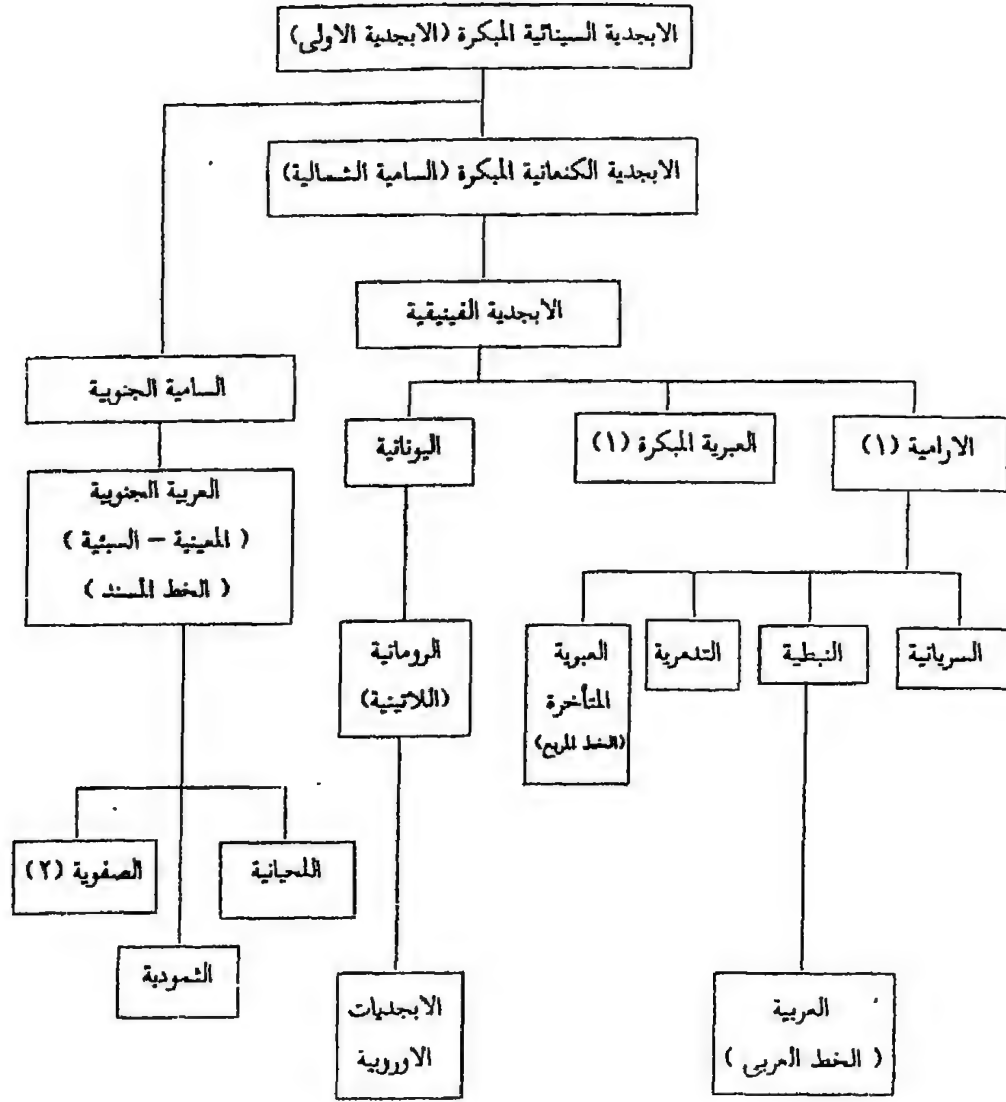 الابجدية السينائية المبكرة (الابجدية الاولى)
الابجدية الكنعانية المبكرة (السامية الشمالية)
الابجدية الفينيقية
السامية الجنوبية
اليونانية
العبرية المبكرة (١)
الارامية (١)
العربية الجنوبية
( المعينية – السبئية )
( الخط المسند )
السريانية
النبطية
التدمرية
العبرية
المتأخرة
(الخط المربع)
الرومانية
(اللاتينية)
اللحيانية
الصفوية (٢)
الثمودية
الابجديات
الاوروبية
العربية
( الخط العربى )